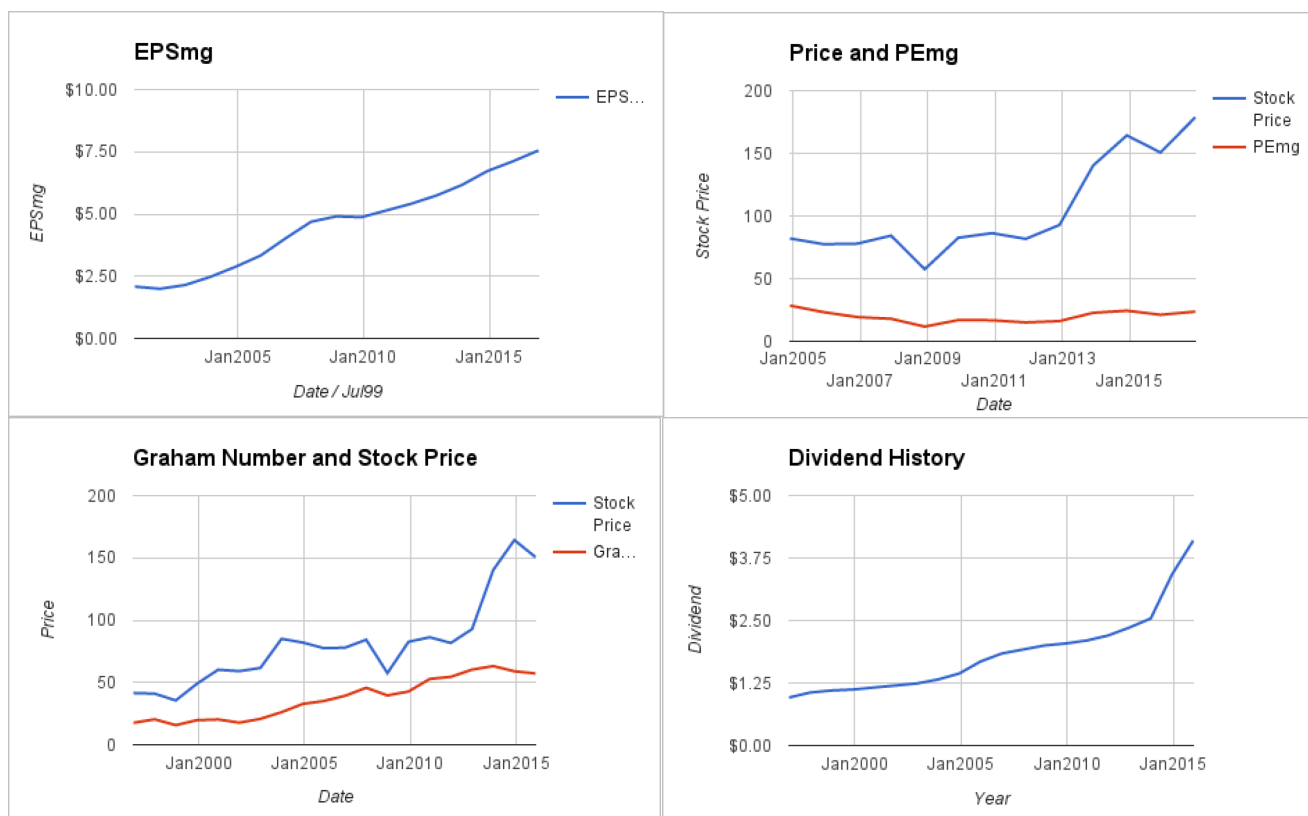 EPSmg
$10.00
$7.50
$5.00
$2.50
$0.00
EPSmg
EPS...
Jan2005 Jan2010 Jan2015
Date / Jul99
Price and PEmg
200
150
100
50
0
Stock Price
Stock
Price
PEmg
Jan2005 Jan2009 Jan2013
Jan2007 Jan2011 Jan2015
Date
Graham Number and Stock Price
200
150
100
50
0
Price
Stock
Price
Gra...
Jan2000 Jan2005 Jan2010 Jan2015
Date
Dividend History
$5.00
$3.75
$2.50
$1.25
$0.00
Dividend
Jan2000 Jan2005 Jan2010 Jan2015
Year